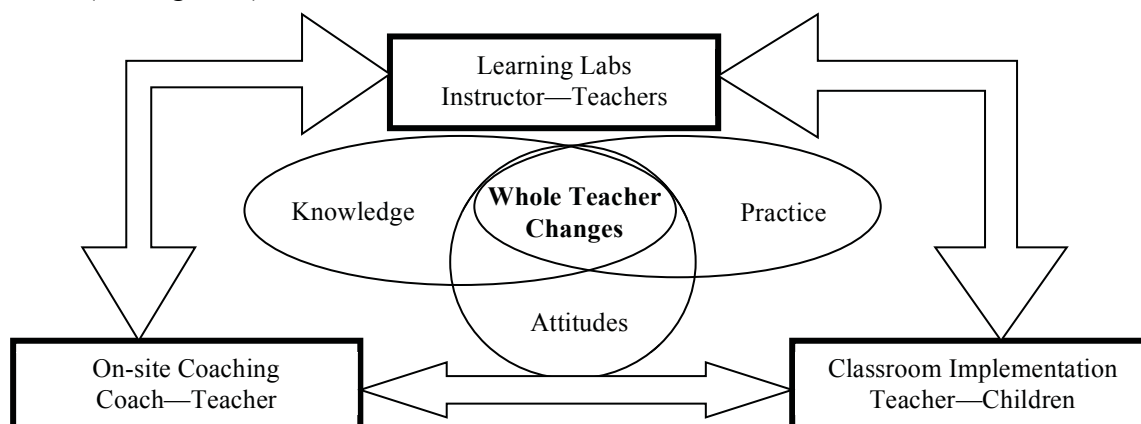 Learning Labs
Instructor—Teachers
Knowledge
Whole Teacher
Changes
Practice
Attitudes
On-site Coaching
Coach—Teacher
Classroom Implementation
Teacher—Children